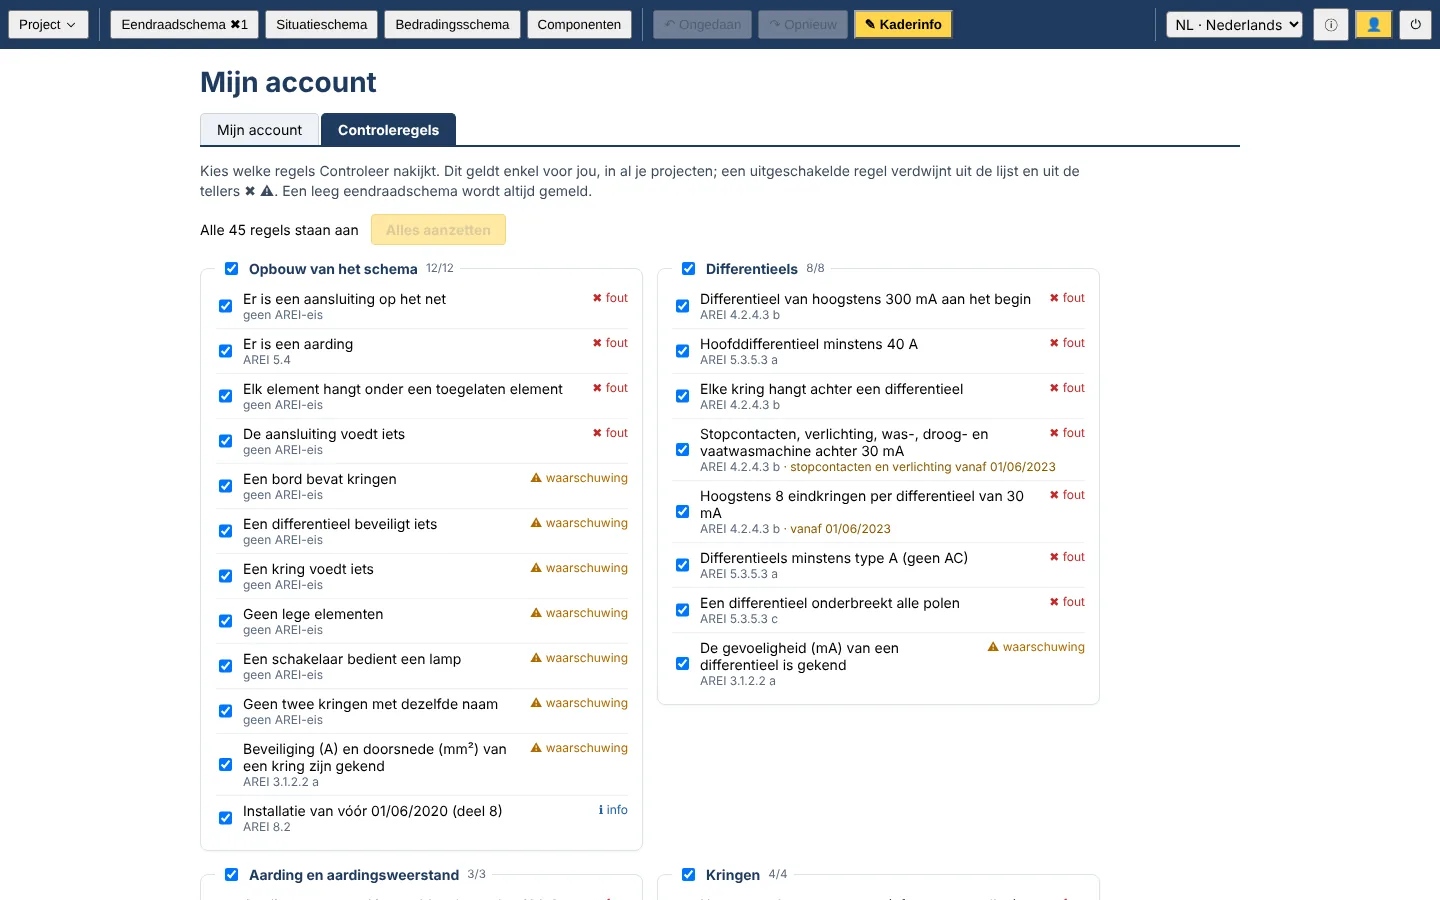 Project
Eendraadschema ✖1
Situatieschema
Bedradingsschema
Componenten
↶ Ongedaan
↷ Opnieuw
✎ Kaderinfo
NL · Nederlands
Mijn account
Mijn account
Controleregels
Kies welke regels Controleer nakijkt. Dit geldt enkel voor jou, in al je projecten; een uitgeschakelde regel verdwijnt uit de lijst en uit de
tellers ✖ ⚠. Een leeg eendraadschema wordt altijd gemeld.
Alle 45 regels staan aan
Alles aanzetten
Opbouw van het schema 12/12
Er is een aansluiting op het net ✖ fout
geen AREI-eis
Er is een aarding ✖ fout
AREI 5.4
Elk element hangt onder een toegelaten element ✖ fout
geen AREI-eis
De aansluiting voedt iets ✖ fout
geen AREI-eis
Een bord bevat kringen ⚠ waarschuwing
geen AREI-eis
Een differentieel beveiligt iets ⚠ waarschuwing
geen AREI-eis
Een kring voedt iets ⚠ waarschuwing
geen AREI-eis
Geen lege elementen ⚠ waarschuwing
geen AREI-eis
Een schakelaar bedient een lamp ⚠ waarschuwing
geen AREI-eis
Geen twee kringen met dezelfde naam ⚠ waarschuwing
geen AREI-eis
Beveiliging (A) en doorsnede (mm²) van ⚠ waarschuwing
een kring zijn gekend
AREI 3.1.2.2 a
Installatie van vóór 01/06/2020 (deel 8) ℹ info
AREI 8.2
Differentieels 8/8
Differentieel van hoogstens 300 mA aan het begin ✖ fout
AREI 4.2.4.3 b
Hoofddifferentieel minstens 40 A ✖ fout
AREI 5.3.5.3 a
Elke kring hangt achter een differentieel ✖ fout
AREI 4.2.4.3 b
Stopcontacten, verlichting, was-, droog- en ✖ fout
vaatwasmachine achter 30 mA
AREI 4.2.4.3 b · stopcontacten en verlichting vanaf 01/06/2023
Hoogstens 8 eindkringen per differentieel van 30 ✖ fout
mA
AREI 4.2.4.3 b · vanaf 01/06/2023
Differentieels minstens type A (geen AC) ✖ fout
AREI 5.3.5.3 a
Een differentieel onderbreekt alle polen ✖ fout
AREI 5.3.5.3 c
De gevoeligheid (mA) van een ⚠ waarschuwing
differentieel is gekend
AREI 3.1.2.2 a
Aarding en aardingsweerstand 3/3
Kringen 4/4